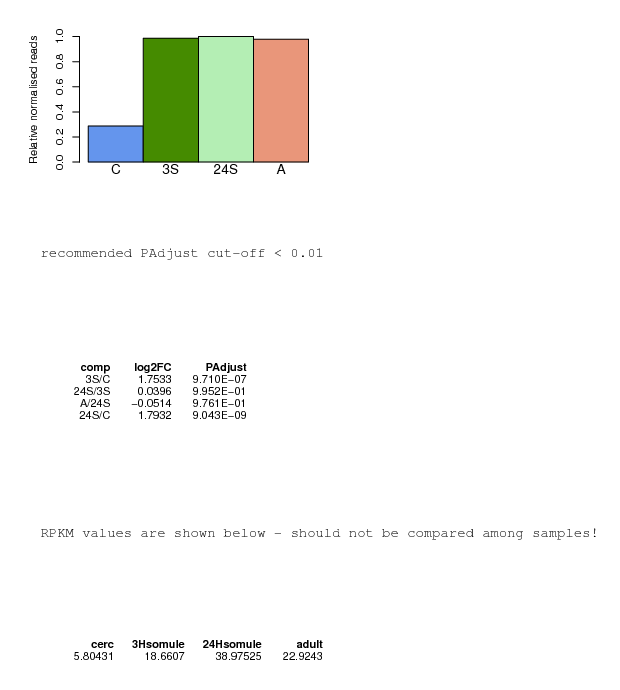 Relative normalised reads
1.0
0.8
0.6
0.4
0.2
0.0
C 3S 24S A
recommended PAdjust cut-off < 0.01
comp log2FC PAdjust
3S/C 1.7533 9.710E−07
24S/3S 0.0396 9.952E−01
A/24S −0.0514 9.761E−01
24S/C 1.7932 9.043E−09
RPKM values are shown below - should not be compared among samples!
cerc 3Hsomule 24Hsomule adult
5.80431 18.6607 38.97525 22.9243